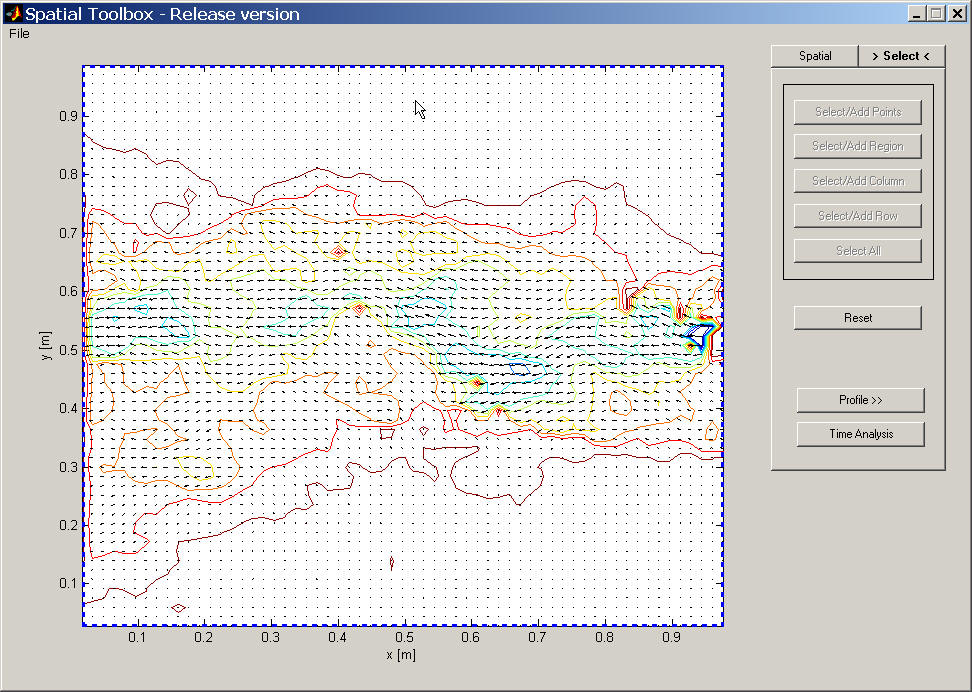 Spatial Toolbox - Release version
File
Spatial
> Select <
Select/Add Points
Select/Add Region
Select/Add Column
Select/Add Row
Select All
Reset
Profile >>
Time Analysis
y [m]
0.9
0.8
0.7
0.6
0.5
0.4
0.3
0.2
0.1
0.1 0.2 0.3 0.4 0.5 0.6 0.7 0.8 0.9
x [m]